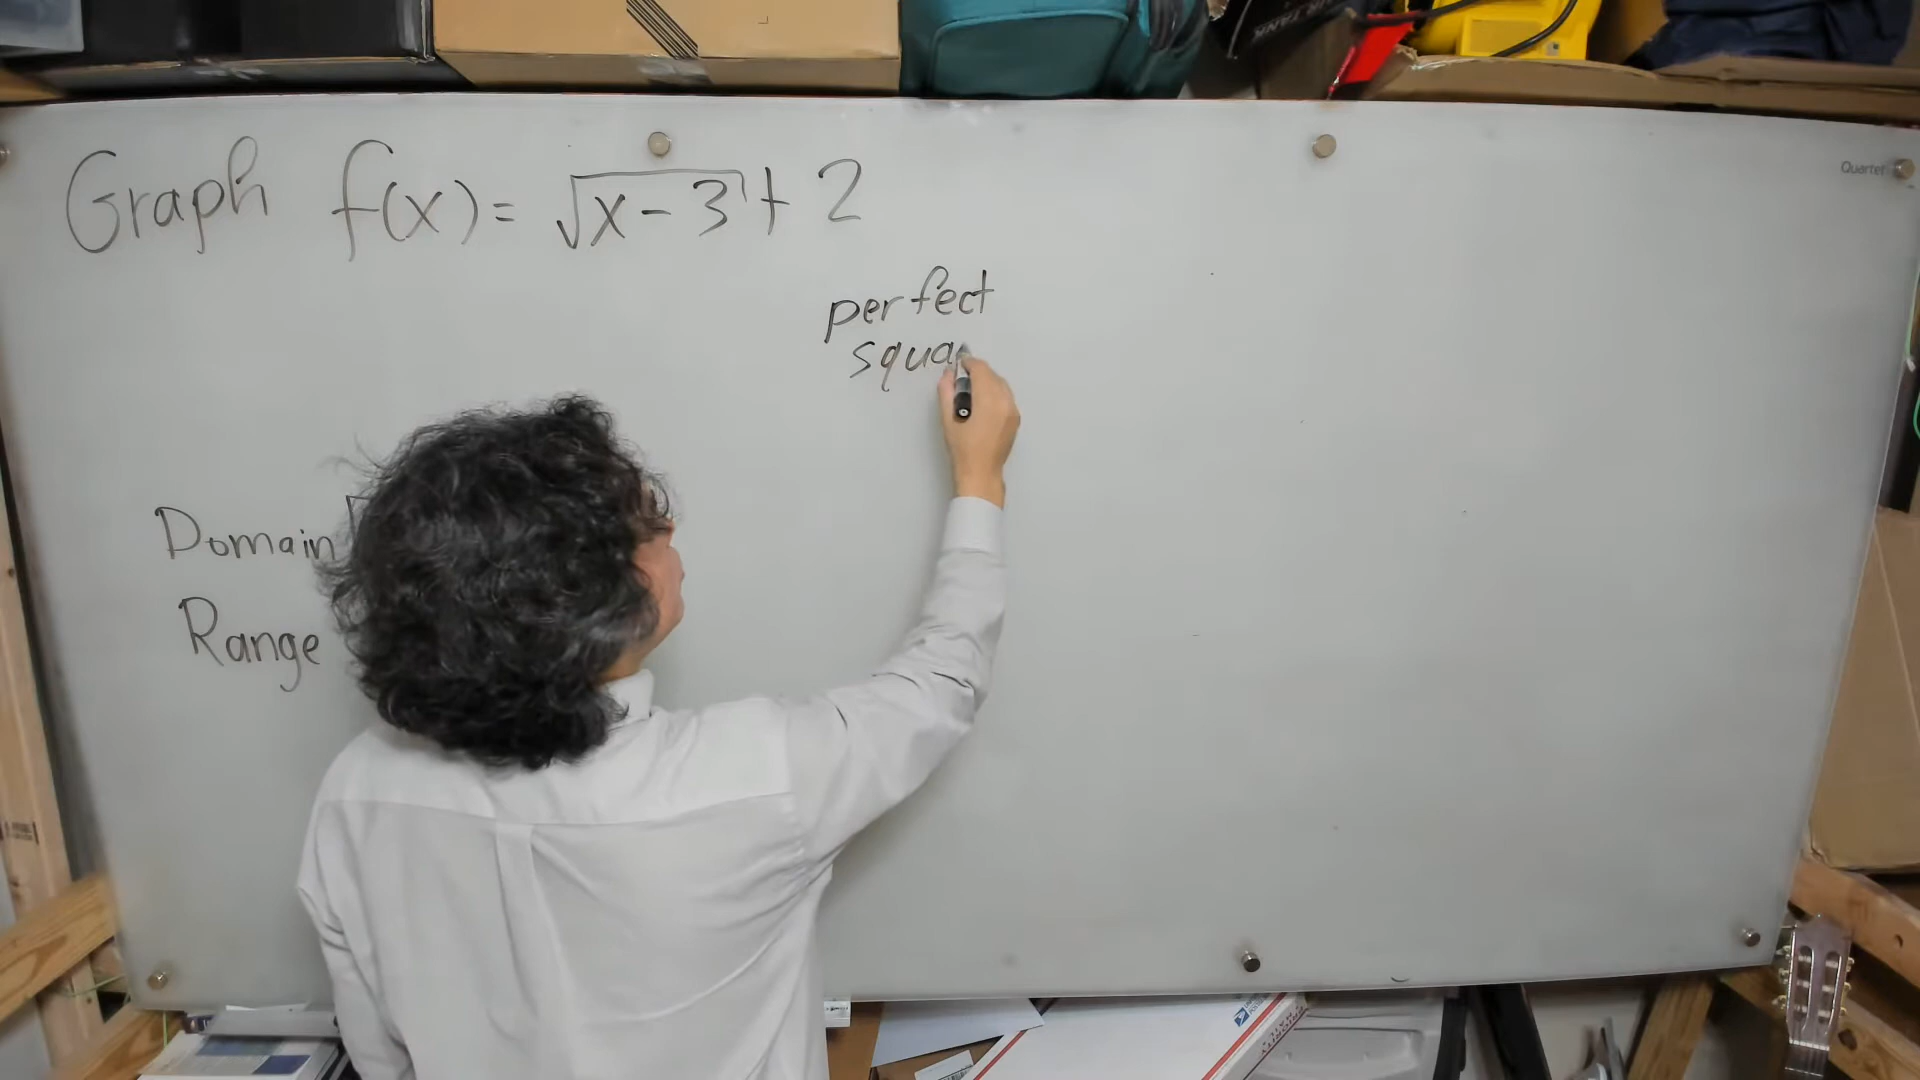 Graph f(x) = √(x - 3) + 2
Quartet
perfect
squa
Domain
Range